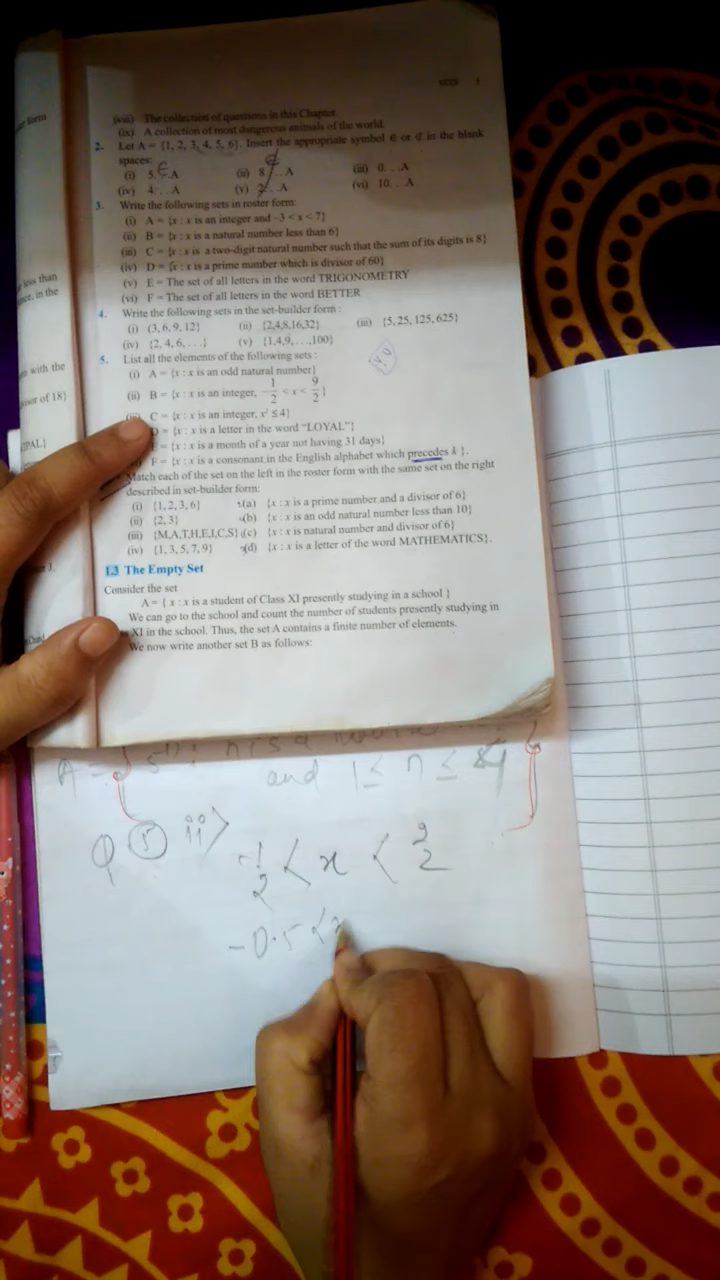 SETS 5
(viii) The collection of questions in this Chapter.
(ix) A collection of most dangerous animals of the world.
2. Let A = {1, 2, 3, 4, 5, 6}. Insert the appropriate symbol ∈ or ∉ in the blank
spaces:
(i) 5 ∈ A (ii) 8 ∉ . . A (iii) 0. . .A
(iv) 4. . .A (v) 2. . .A (vi) 10. . .A
3. Write the following sets in roster form:
(i) A = {x : x is an integer and –3 < x < 7}
(ii) B = {x : x is a natural number less than 6}
(iii) C = {x : x is a two-digit natural number such that the sum of its digits is 8}
(iv) D = {x : x is a prime number which is divisor of 60}
(v) E = The set of all letters in the word TRIGONOMETRY
(vi) F = The set of all letters in the word BETTER
4. Write the following sets in the set-builder form :
(i) (3, 6, 9, 12} (ii) {2,4,8,16,32} (iii) {5, 25, 125, 625}
(iv) {2, 4, 6, . . .} (v) {1,4,9, . . .,100}
5. List all the elements of the following sets :
(i) A = {x : x is an odd natural number}
(ii) B = {x : x is an integer, -1/2 < x < 9/2}
C = {x : x is an integer, x² ≤ 4}
D = {x : x is a letter in the word “LOYAL”}
= {x : x is a month of a year not having 31 days}
F = {x : x is a consonant in the English alphabet which precedes k }.
Match each of the set on the left in the roster form with the same set on the right
described in set-builder form:
(i) {1, 2, 3, 6} (a) {x : x is a prime number and a divisor of 6}
(ii) {2, 3} (b) {x : x is an odd natural number less than 10}
(iii) {M,A,T,H,E,I,C,S} (c) {x : x is natural number and divisor of 6}
(iv) {1, 3, 5, 7, 9} (d) {x : x is a letter of the word MATHEMATICS}.
1.3 The Empty Set
Consider the set
A = { x : x is a student of Class XI presently studying in a school }
We can go to the school and count the number of students presently studying in
XI in the school. Thus, the set A contains a finite number of elements.
We now write another set B as follows:
less than
in the
with the
of 18}
A = { 5ⁿ : n is a
and 1 ≤ n ≤ 4 }
Q 5 ii> -1/2 < x < 9/2
-0.5 < x